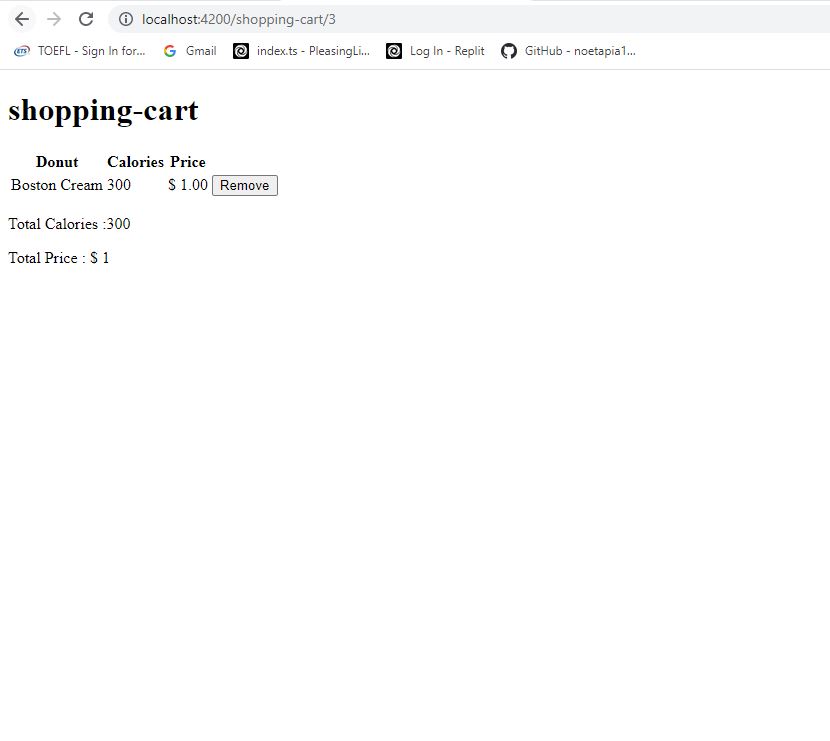 localhost:4200/shopping-cart/3
ETS TOEFL - Sign In for... Gmail index.ts - PleasingLi... Log In - Replit GitHub - noetapia1...
shopping-cart
Donut Calories Price
Boston Cream 300 $ 1.00 Remove
Total Calories :300
Total Price : $ 1